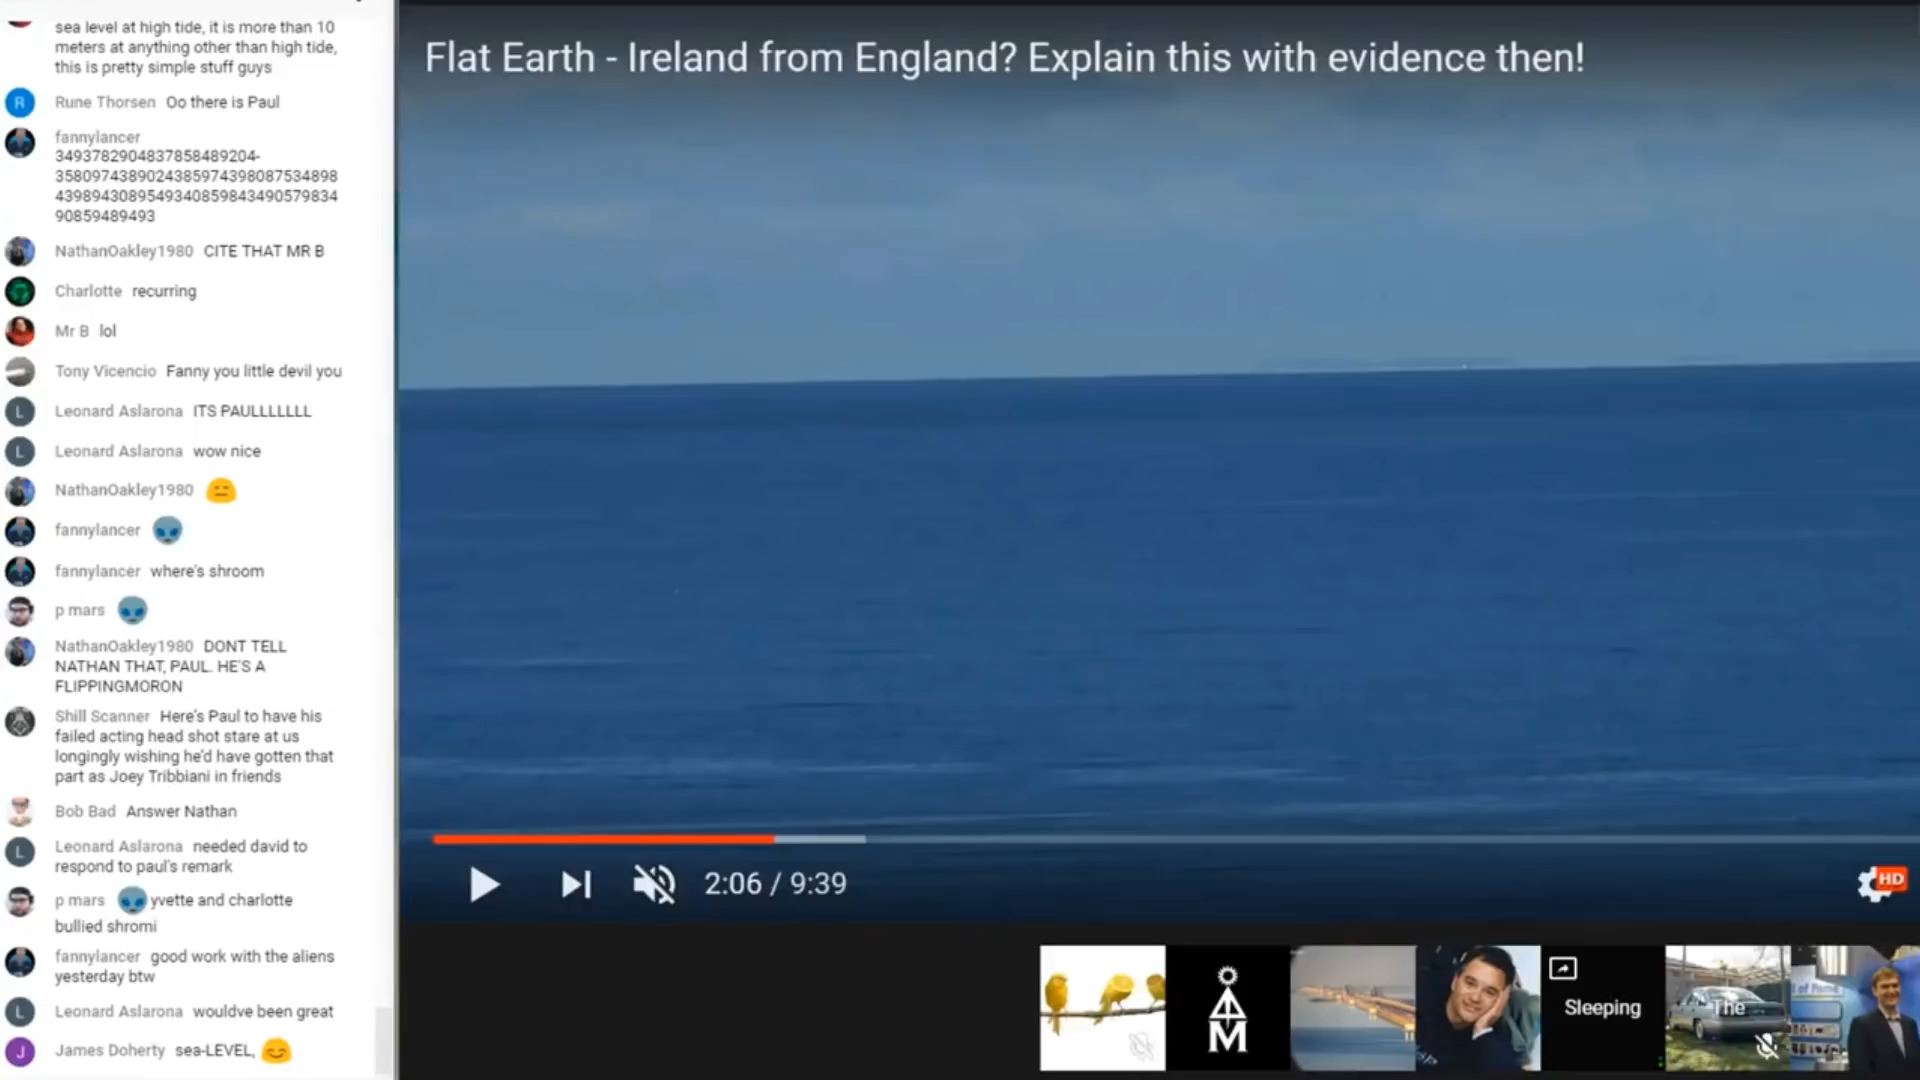 sea level at high tide, it is more than 10
meters at anything other than high tide,
this is pretty simple stuff guys
R
Rune Thorsen Oo there is Paul
fannylancer
3493782904837858489204-
3580974389024385974398087534898
4398943089549340859843490579834
90859489493
NathanOakley1980 CITE THAT MR B
Charlotte recurring
Mr B lol
Tony Vicencio Fanny you little devil you
L
Leonard Aslarona ITS PAULLLLLLL
L
Leonard Aslarona wow nice
NathanOakley1980 😑
fannylancer 👽
fannylancer where's shroom
p mars 👽
NathanOakley1980 DONT TELL
NATHAN THAT, PAUL. HE'S A
FLIPPINGMORON
Shill Scanner Here's Paul to have his
failed acting head shot stare at us
longingly wishing he'd have gotten that
part as Joey Tribbiani in friends
Bob Bad Answer Nathan
L
Leonard Aslarona needed david to
respond to paul's remark
p mars 👽 yvette and charlotte
bullied shromi
fannylancer good work with the aliens
yesterday btw
L
Leonard Aslarona wouldve been great
J
James Doherty sea-LEVEL, 😊
Flat Earth - Ireland from England? Explain this with evidence then!
2:06 / 9:39
HD
M
Sleeping
The
of Fame